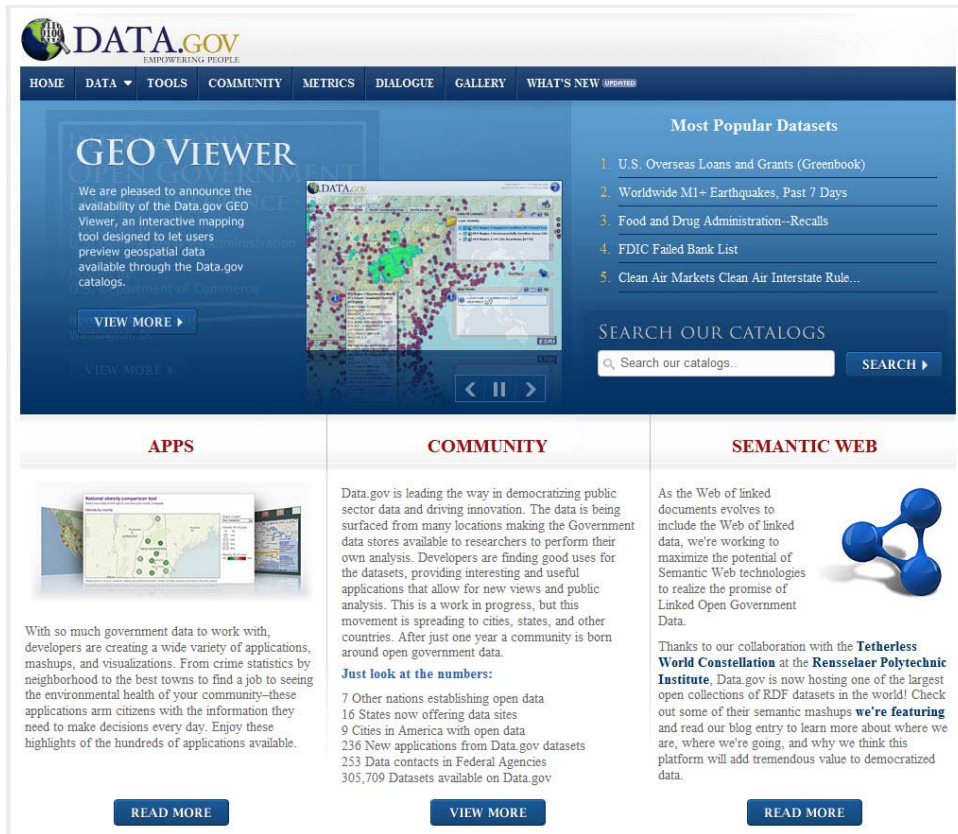 DATA.GOV
EMPOWERING PEOPLE
HOME DATA TOOLS COMMUNITY METRICS DIALOGUE GALLERY WHAT'S NEW UPDATED
GEO VIEWER
We are pleased to announce the
availability of the Data.gov GEO
Viewer, an interactive mapping
tool designed to let users
preview geospatial data
available through the Data.gov
catalogs.
VIEW MORE
VIEW MORE
INTERNATIONAL
OPEN GOVERNMENT
DATA.GOV
ESRI
Most Popular Datasets
1. U.S. Overseas Loans and Grants (Greenbook)
2. Worldwide M1+ Earthquakes, Past 7 Days
3. Food and Drug Administration--Recalls
4. FDIC Failed Bank List
5. Clean Air Markets Clean Air Interstate Rule...
SEARCH OUR CATALOGS
Search our catalogs..
SEARCH
APPS
National obesity comparison tool
With so much government data to work with,
developers are creating a wide variety of applications,
mashups, and visualizations. From crime statistics by
neighborhood to the best towns to find a job to seeing
the environmental health of your community–these
applications arm citizens with the information they
need to make decisions every day. Enjoy these
highlights of the hundreds of applications available.
READ MORE
COMMUNITY
Data.gov is leading the way in democratizing public
sector data and driving innovation. The data is being
surfaced from many locations making the Government
data stores available to researchers to perform their
own analysis. Developers are finding good uses for
the datasets, providing interesting and useful
applications that allow for new views and public
analysis. This is a work in progress, but this
movement is spreading to cities, states, and other
countries. After just one year a community is born
around open government data.
Just look at the numbers:
7 Other nations establishing open data
16 States now offering data sites
9 Cities in America with open data
236 New applications from Data.gov datasets
253 Data contacts in Federal Agencies
305,709 Datasets available on Data.gov
VIEW MORE
SEMANTIC WEB
As the Web of linked
documents evolves to
include the Web of linked
data, we're working to
maximize the potential of
Semantic Web technologies
to realize the promise of
Linked Open Government
Data.
Thanks to our collaboration with the Tetherless
World Constellation at the Rensselaer Polytechnic
Institute, Data.gov is now hosting one of the largest
open collections of RDF datasets in the world! Check
out some of their semantic mashups we're featuring
and read our blog entry to learn more about where we
are, where we're going, and why we think this
platform will add tremendous value to democratized
data.
READ MORE